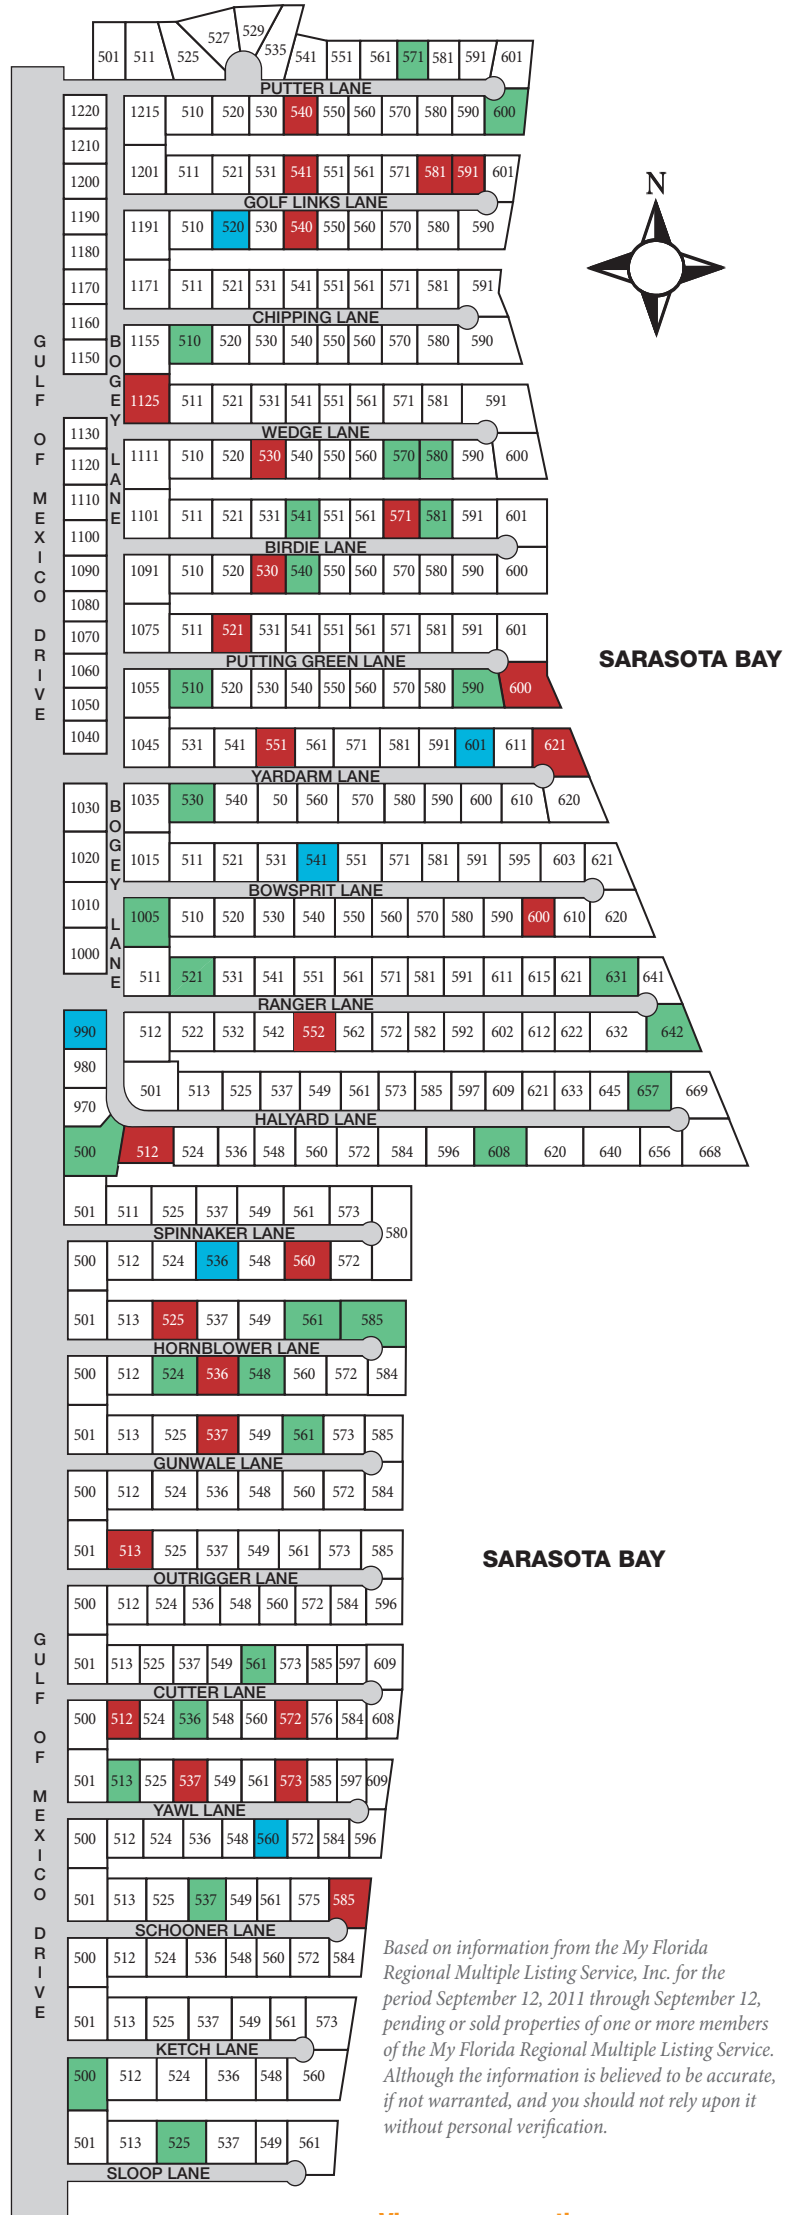 501 511 525 527 529 535 541 551 561 571 581 591 601
PUTTER LANE
1220 1215 510 520 530 540 550 560 570 580 590 600
1210
1200 1201 511 521 531 541 551 561 571 581 591 601
GOLF LINKS LANE
1190 1191 510 520 530 540 550 560 570 580 590
1180
1170 1171 511 521 531 541 551 561 571 581 591
CHIPPING LANE
1160
1150 1155 510 520 530 540 550 560 570 580 590
GULF OF MEXICO DRIVE
BOGEY LANE
1125 511 521 531 541 551 561 571 581 591
WEDGE LANE
1130
1120 1111 510 520 530 540 550 560 570 580 590 600
1110 1101 511 521 531 541 551 561 571 581 591 601
1100
BIRDIE LANE
1090 1091 510 520 530 540 550 560 570 580 590 600
1080
1070 1075 511 521 531 541 551 561 571 581 591 601
PUTTING GREEN LANE
SARASOTA BAY
1060
1050 1055 510 520 530 540 550 560 570 580 590 600
1040 1045 531 541 551 561 571 581 591 601 611 621
YARDARM LANE
1030 1035 530 540 50 560 570 580 590 600 610 620
BOGEY LANE
1020 1015 511 521 531 541 551 571 581 591 595 603 621
BOWSPRIT LANE
1010 1005 510 520 530 540 550 560 570 580 590 600 610 620
1000
511 521 531 541 551 561 571 581 591 611 615 621 631 641
RANGER LANE
990 512 522 532 542 552 562 572 582 592 602 612 622 632 642
980
970 501 513 525 537 549 561 573 585 597 609 621 633 645 657 669
HALYARD LANE
500 512 524 536 548 560 572 584 596 608 620 640 656 668
501 511 525 537 549 561 573 580
SPINNAKER LANE
500 512 524 536 548 560 572
501 513 525 537 549 561 585
HORNBLOWER LANE
500 512 524 536 548 560 572 584
501 513 525 537 549 561 573 585
GUNWALE LANE
500 512 524 536 548 560 572 584
501 513 525 537 549 561 573 585
SARASOTA BAY
OUTRIGGER LANE
500 512 524 536 548 560 572 584 596
GULF OF MEXICO DRIVE
501 513 525 537 549 561 573 585 597 609
CUTTER LANE
500 512 524 536 548 560 572 576 584 608
501 513 525 537 549 561 573 585 597 609
YAWL LANE
500 512 524 536 548 560 572 584 596
501 513 525 537 549 561 575 585
SCHOONER LANE
500 512 524 536 548 560 572 584
501 513 525 537 549 561 573
KETCH LANE
500 512 524 536 548 560
501 513 525 537 549 561
SLOOP LANE
N
Based on information from the My Florida
Regional Multiple Listing Service, Inc. for the
period September 12, 2011 through September 12,
pending or sold properties of one or more members
of the My Florida Regional Multiple Listing Service.
Although the information is believed to be accurate,
if not warranted, and you should not rely upon it
without personal verification.